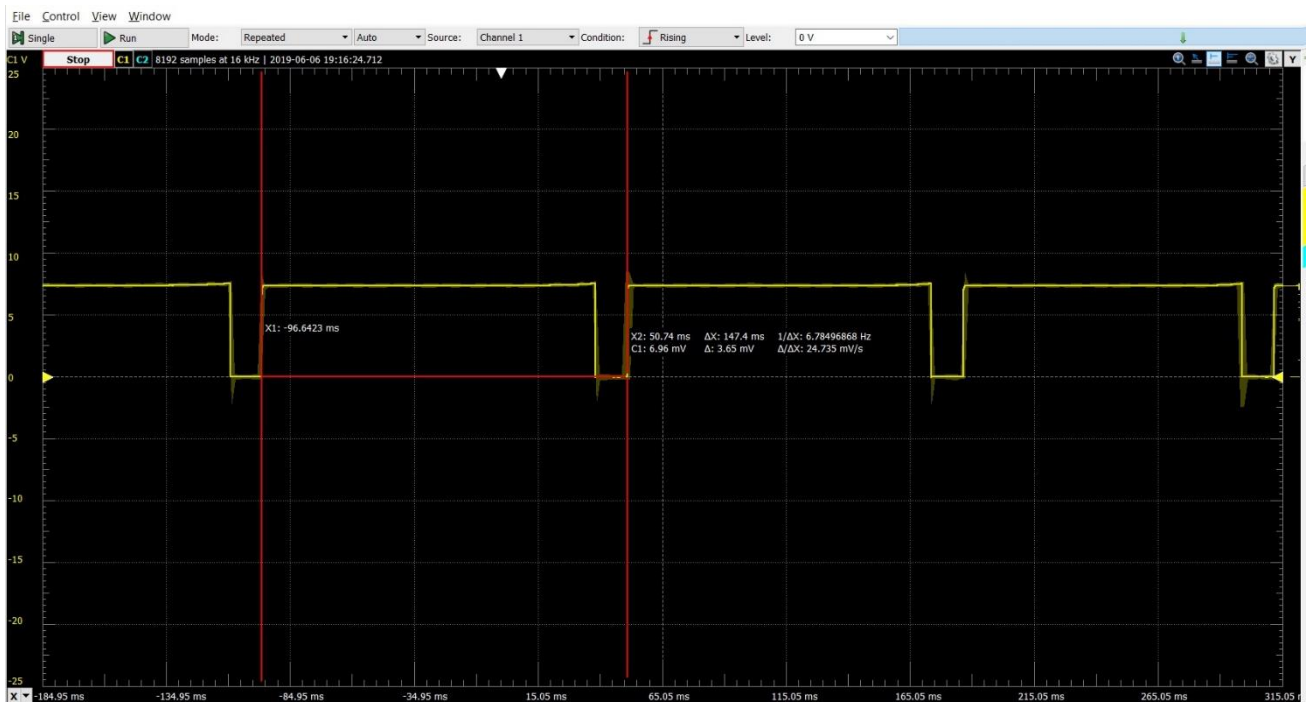 File Control View Window
Single Run Mode: Repeated Auto Source: Channel 1 Condition: Rising Level: 0 V
C1 V Stop C1 C2 8192 samples at 16 kHz | 2019-06-06 19:16:24.712 Y
25
20
15
10
5
X1: -96.6423 ms
X2: 50.74 ms ΔX: 147.4 ms 1/ΔX: 6.78496868 Hz
C1: 6.96 mV Δ: 3.65 mV Δ/ΔX: 24.735 mV/s
0
-5
-10
-15
-20
-25
X -184.95 ms -134.95 ms -84.95 ms -34.95 ms 15.05 ms 65.05 ms 115.05 ms 165.05 ms 215.05 ms 265.05 ms 315.05